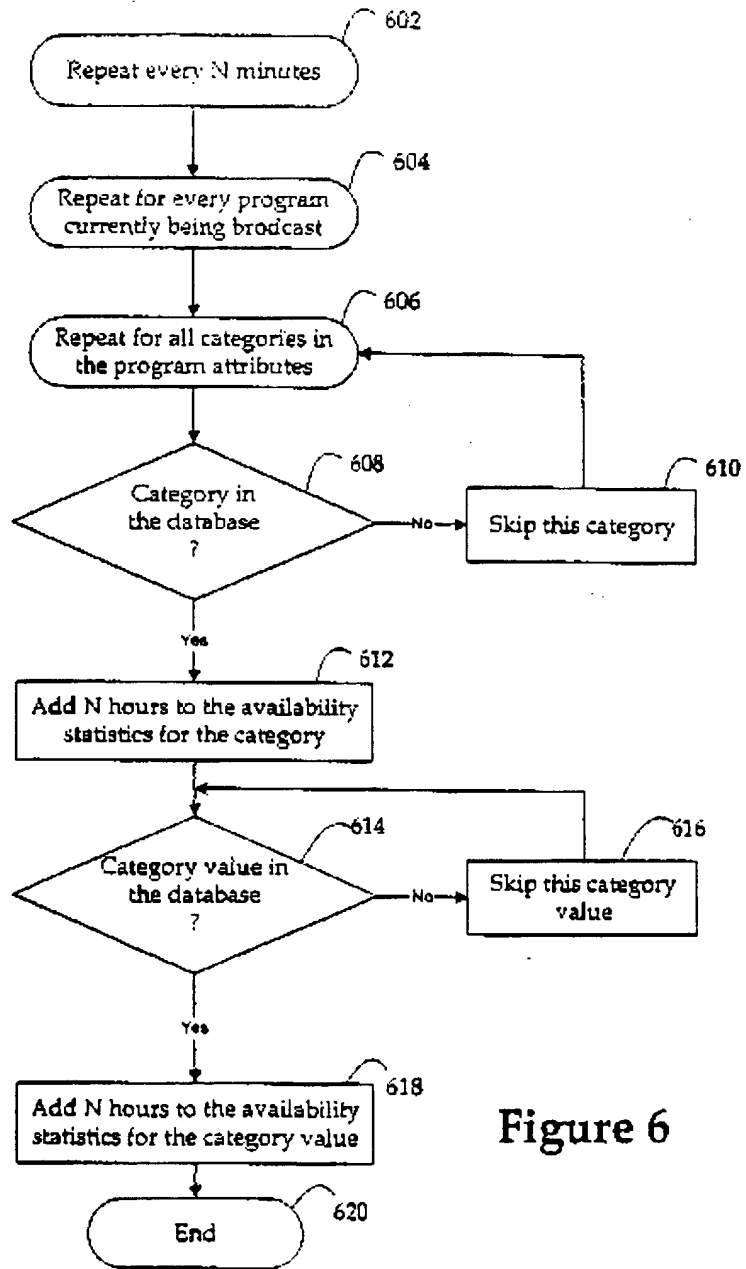 602
Repeat every N minutes
604
Repeat for every program
currently being brodcast
606
Repeat for all categories in
the program attributes
608
Category in
the database
?
No
610
Skip this category
Yes
612
Add N hours to the availability
statistics for the category
614
Category value in
the database
?
No
616
Skip this category
value
Yes
618
Add N hours to the availability
statistics for the category value
620
End
Figure 6